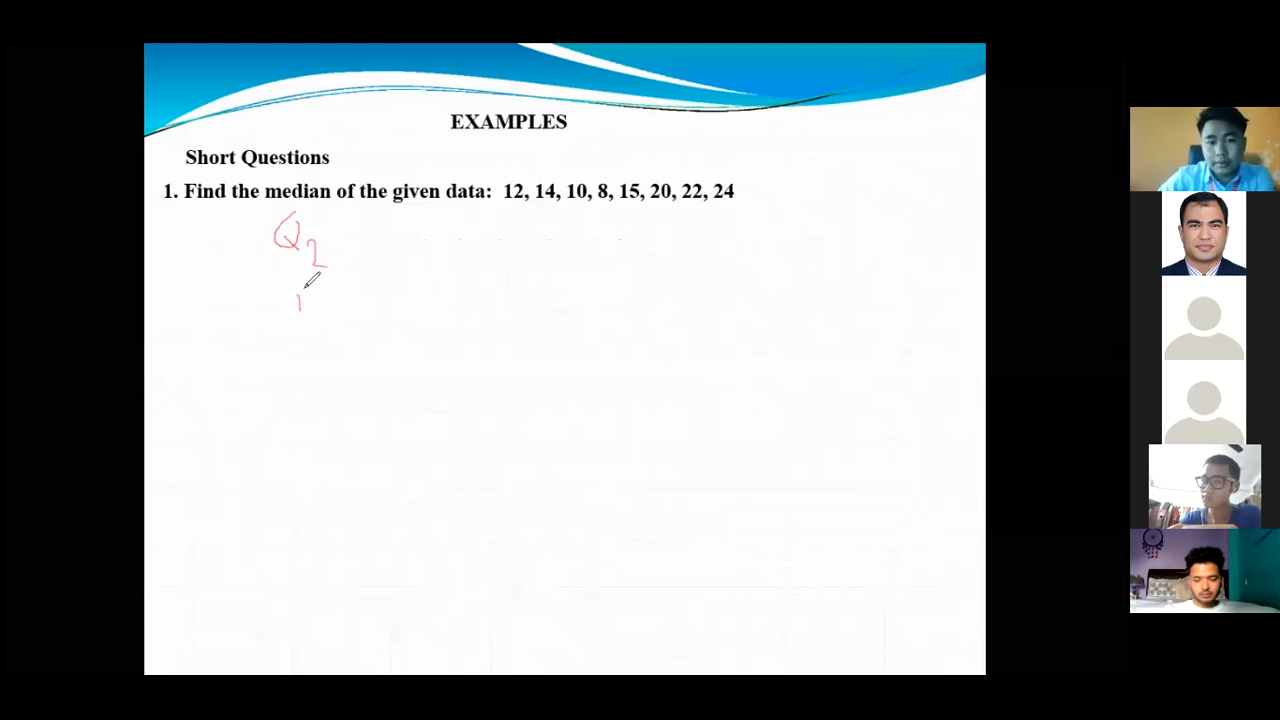 EXAMPLES
Short Questions
1. Find the median of the given data: 12, 14, 10, 8, 15, 20, 22, 24
Q2